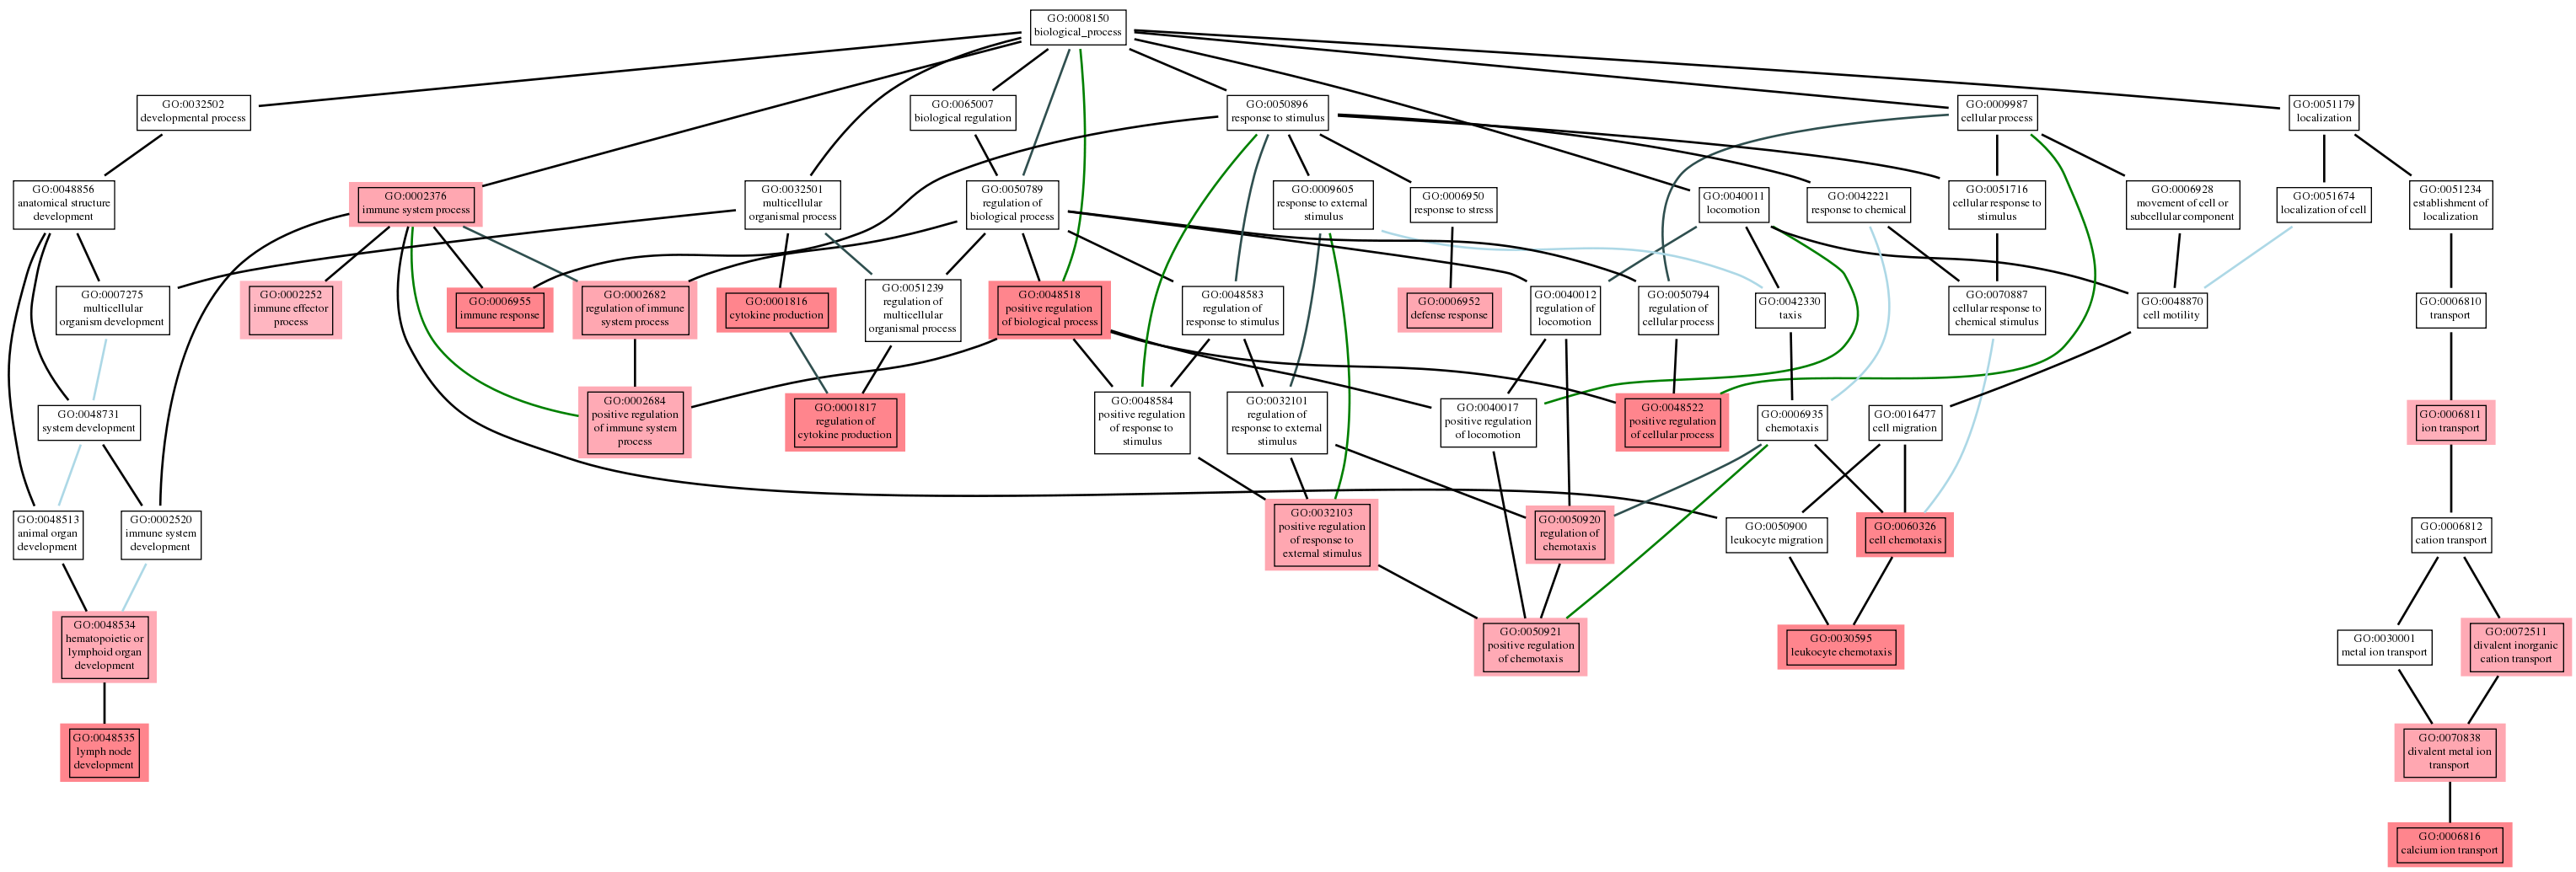 GO:0008150
biological_process
GO:0032502
developmental process
GO:0065007
biological regulation
GO:0050896
response to stimulus
GO:0009987
cellular process
GO:0051179
localization
GO:0048856
anatomical structure
development
GO:0002376
immune system process
GO:0032501
multicellular
organismal process
GO:0050789
regulation of
biological process
GO:0009605
response to external
stimulus
GO:0006950
response to stress
GO:0040011
locomotion
GO:0042221
response to chemical
GO:0051716
cellular response to
stimulus
GO:0006928
movement of cell or
subcellular component
GO:0051674
localization of cell
GO:0051234
establishment of
localization
GO:0007275
multicellular
organism development
GO:0002252
immune effector
process
GO:0006955
immune response
GO:0002682
regulation of immune
system process
GO:0001816
cytokine production
GO:0051239
regulation of
multicellular
organismal process
GO:0048518
positive regulation
of biological process
GO:0048583
regulation of
response to stimulus
GO:0006952
defense response
GO:0040012
regulation of
locomotion
GO:0050794
regulation of
cellular process
GO:0042330
taxis
GO:0070887
cellular response to
chemical stimulus
GO:0048870
cell motility
GO:0006810
transport
GO:0048731
system development
GO:0002684
positive regulation
of immune system
process
GO:0001817
regulation of
cytokine production
GO:0048584
positive regulation
of response to
stimulus
GO:0032101
regulation of
response to external
stimulus
GO:0040017
positive regulation
of locomotion
GO:0048522
positive regulation
of cellular process
GO:0006935
chemotaxis
GO:0016477
cell migration
GO:0006811
ion transport
GO:0048513
animal organ
development
GO:0002520
immune system
development
GO:0032103
positive regulation
of response to
external stimulus
GO:0050920
regulation of
chemotaxis
GO:0050900
leukocyte migration
GO:0060326
cell chemotaxis
GO:0006812
cation transport
GO:0048534
hematopoietic or
lymphoid organ
development
GO:0050921
positive regulation
of chemotaxis
GO:0030595
leukocyte chemotaxis
GO:0030001
metal ion transport
GO:0072511
divalent inorganic
cation transport
GO:0048535
lymph node
development
GO:0070838
divalent metal ion
transport
GO:0006816
calcium ion transport